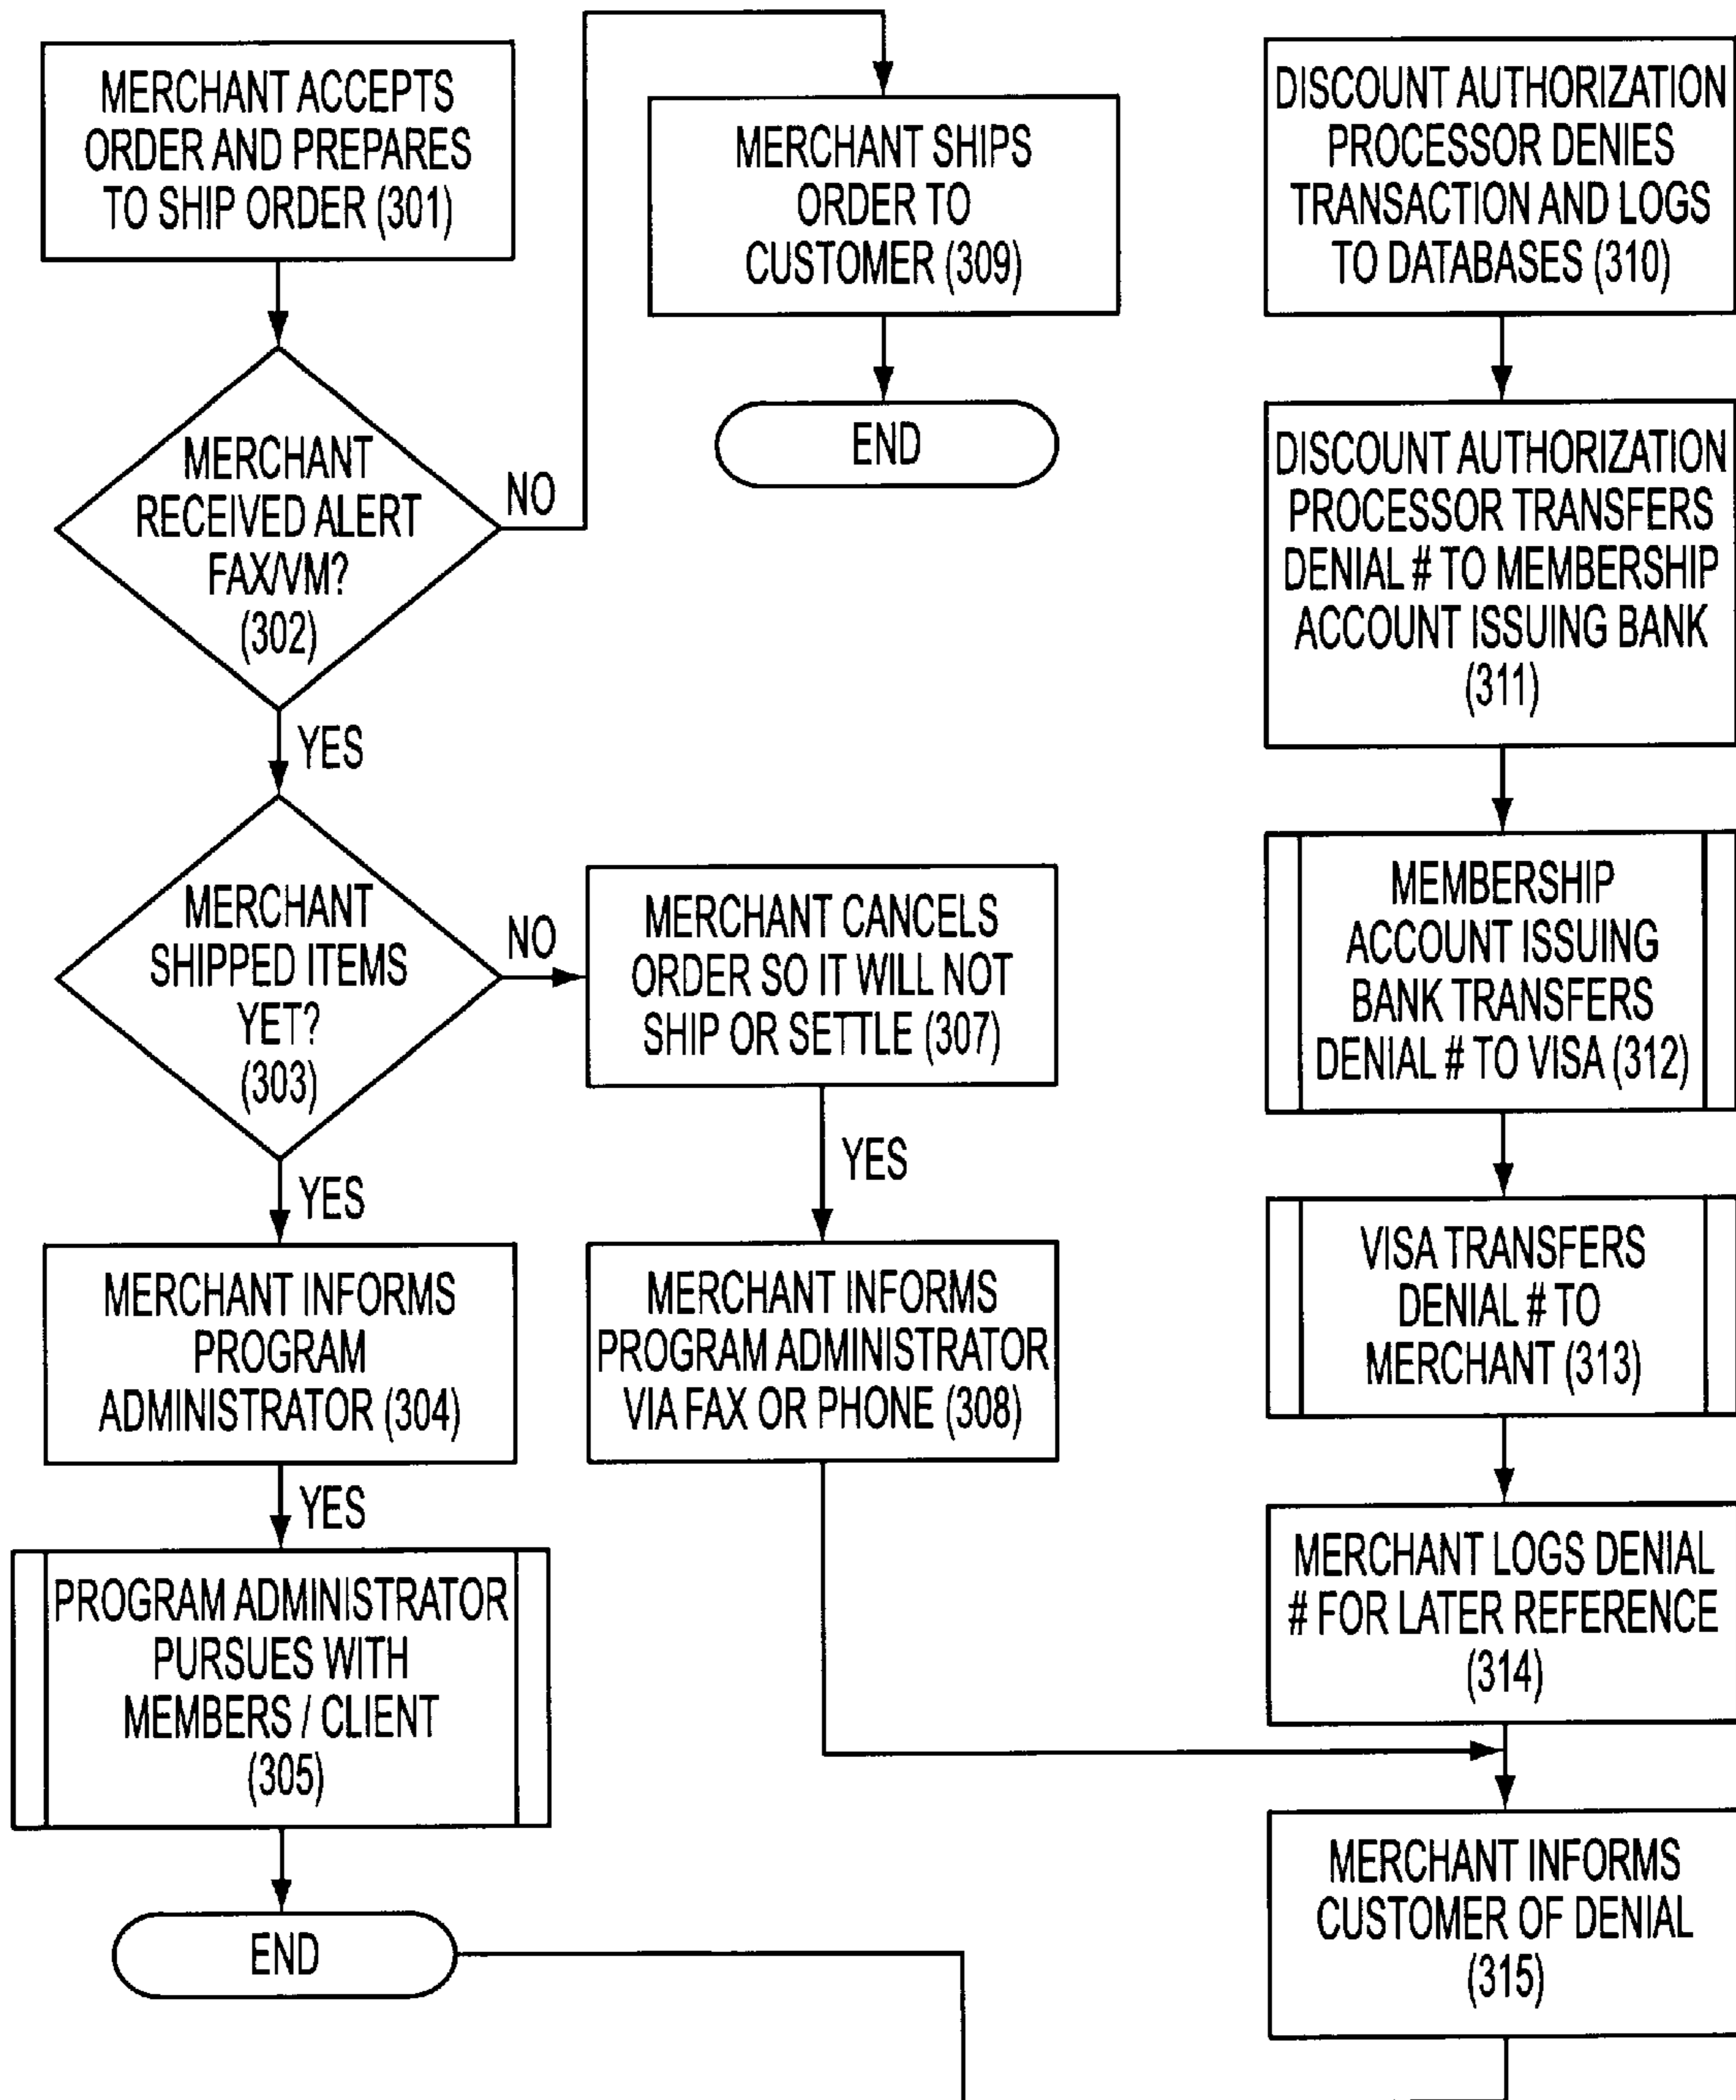 MERCHANT ACCEPTS
ORDER AND PREPARES
TO SHIP ORDER (301)
MERCHANT
RECEIVED ALERT
FAX/VM?
(302)
NO
YES
MERCHANT
SHIPPED ITEMS
YET?
(303)
NO
YES
MERCHANT INFORMS
PROGRAM
ADMINISTRATOR (304)
YES
PROGRAM ADMINISTRATOR
PURSUES WITH
MEMBERS / CLIENT
(305)
END
MERCHANT SHIPS
ORDER TO
CUSTOMER (309)
END
MERCHANT CANCELS
ORDER SO IT WILL NOT
SHIP OR SETTLE (307)
YES
MERCHANT INFORMS
PROGRAM ADMINISTRATOR
VIA FAX OR PHONE (308)
DISCOUNT AUTHORIZATION
PROCESSOR DENIES
TRANSACTION AND LOGS
TO DATABASES (310)
DISCOUNT AUTHORIZATION
PROCESSOR TRANSFERS
DENIAL # TO MEMBERSHIP
ACCOUNT ISSUING BANK
(311)
MEMBERSHIP
ACCOUNT ISSUING
BANK TRANSFERS
DENIAL # TO VISA (312)
VISA TRANSFERS
DENIAL # TO
MERCHANT (313)
MERCHANT LOGS DENIAL
# FOR LATER REFERENCE
(314)
MERCHANT INFORMS
CUSTOMER OF DENIAL
(315)